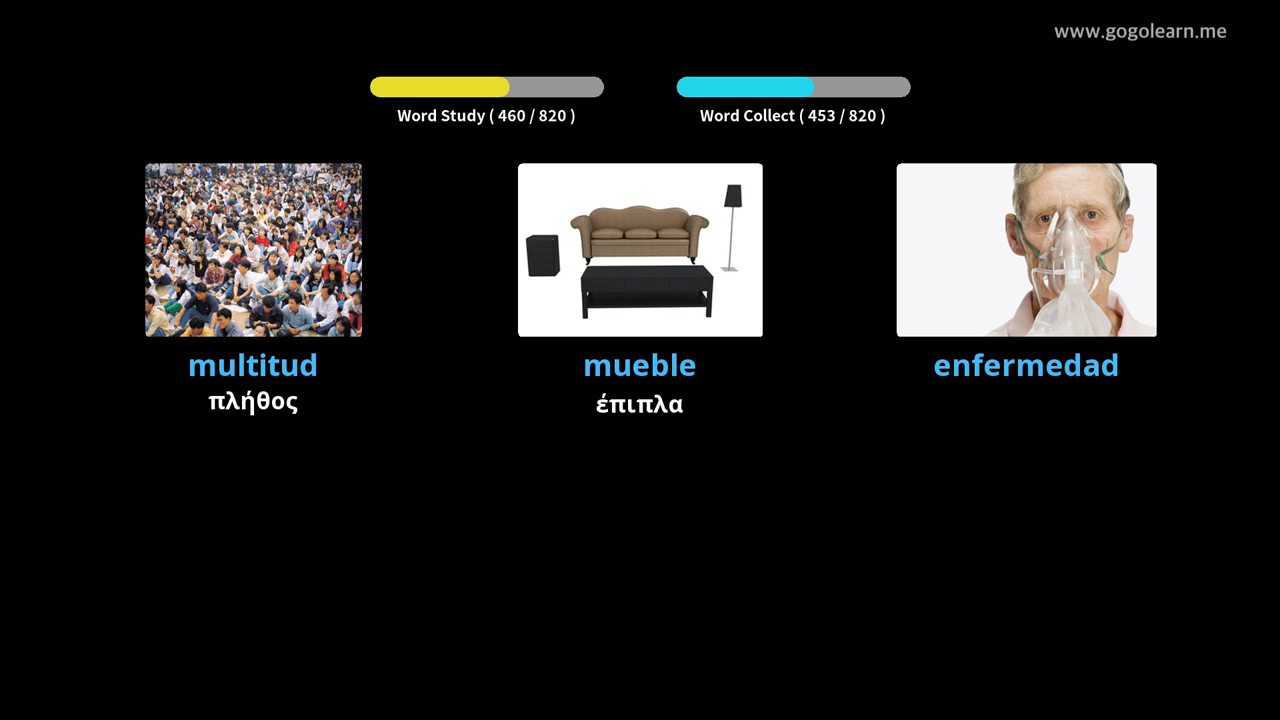 www.gogolearn.me
Word Study ( 460 / 820 )
Word Collect ( 453 / 820 )
multitud
πλήθος
mueble
έπιπλα
enfermedad